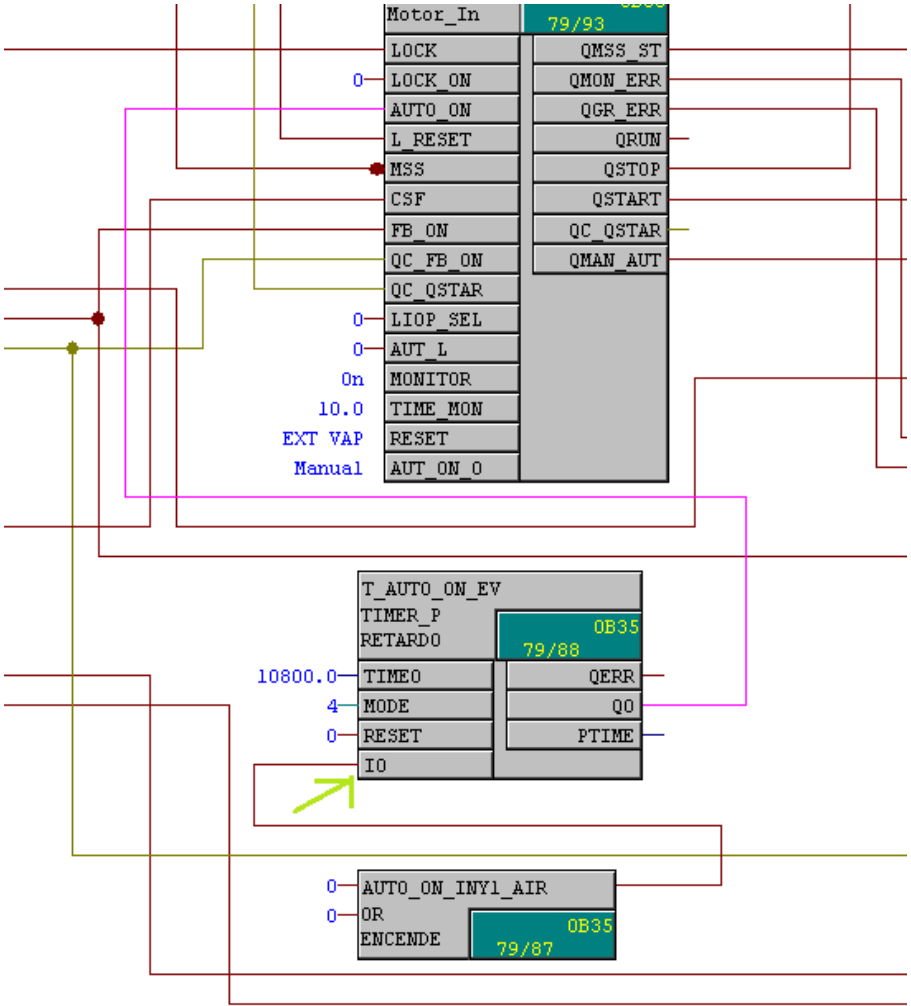 Motor_In
79/93
LOCK QMSS_ST
0 LOCK_ON QMON_ERR
AUTO_ON QGR_ERR
L_RESET QRUN
MSS QSTOP
CSF QSTART
FB_ON QC_QSTAR
QC_FB_ON QMAN_AUT
QC_QSTAR
0 LIOP_SEL
0 AUT_L
On MONITOR
10.0 TIME_MON
EXT VAP RESET
Manual AUT_ON_O
T_AUTO_ON_EV
TIMER_P
OB35
RETARDO
79/88
10800.0 TIME0 QERR
4 MODE Q0
0 RESET PTIME
I0
0 AUTO_ON_INY1_AIR
0 OR
OB35
ENCENDE
79/87